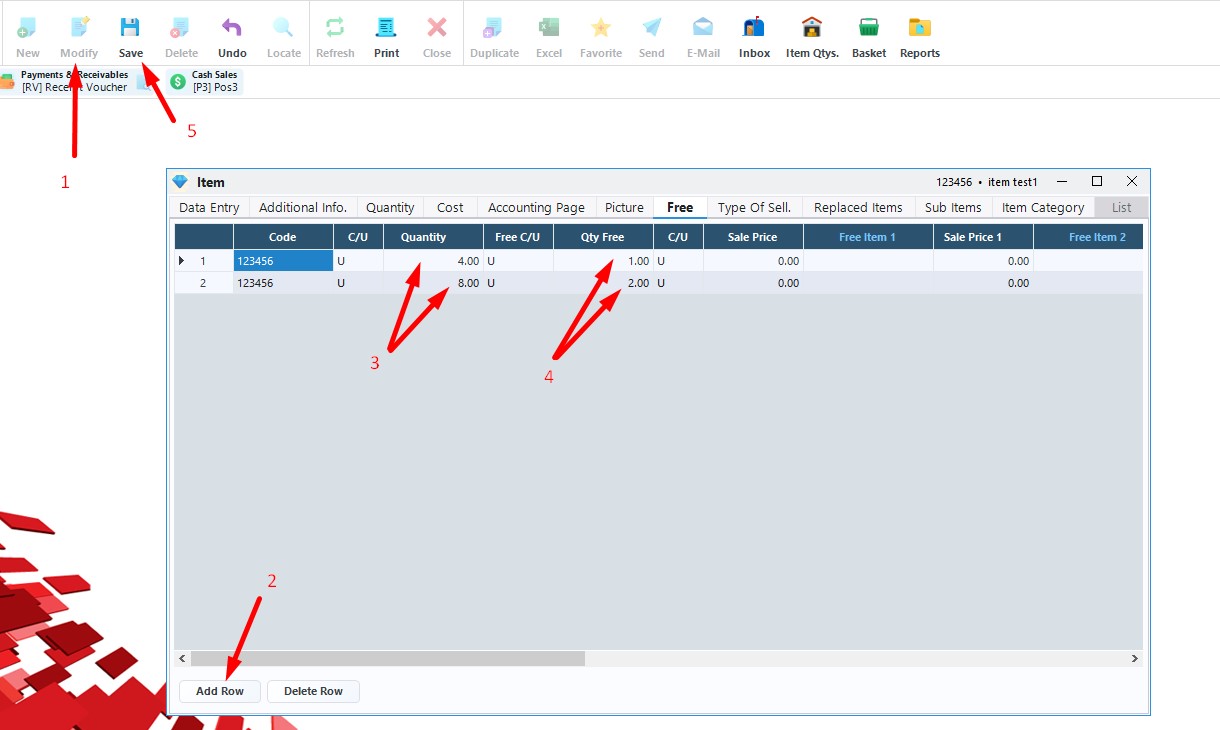 New Modify Save Delete Undo Locate Refresh Print Close Duplicate Excel Favorite Send E-Mail Inbox Item Qtys. Basket Reports
Payments & Receivables Cash Sales
[RV] Receipt Voucher [P3] Pos3
5
1
Item 123456 • item test1
Data Entry Additional Info. Quantity Cost Accounting Page Picture Free Type Of Sell. Replaced Items Sub Items Item Category List
Code C/U Quantity Free C/U Qty Free C/U Sale Price Free Item 1 Sale Price 1 Free Item 2
1 123456 U 4.00 U 1.00 U 0.00 0.00
2 123456 U 8.00 U 2.00 U 0.00 0.00
3
4
2
Add Row Delete Row